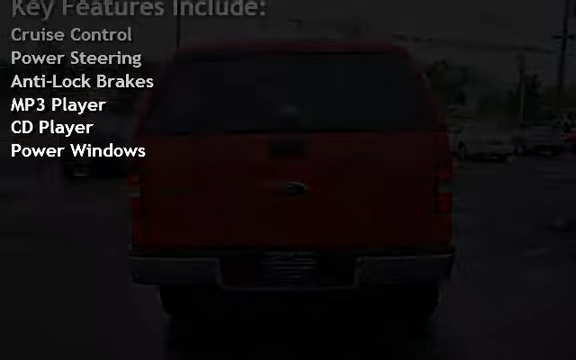 Key Features Include:
Cruise Control
Power Steering
Anti-Lock Brakes
MP3 Player
CD Player
Power Windows